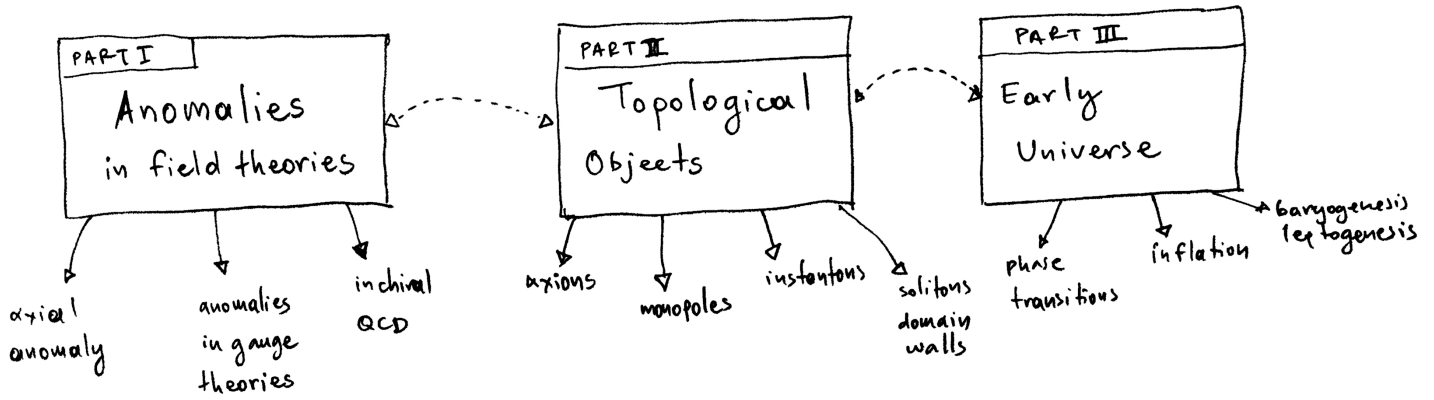 PART I
Anomalies
in field theories
axial
anomaly
anomalies
in gauge
theories
in chiral
QCD
PART II
Topological
Objects
axions
monopoles
instantons
solitons
domain
walls
PART III
Early
Universe
phase
transitions
inflation
baryogenesis
leptogenesis